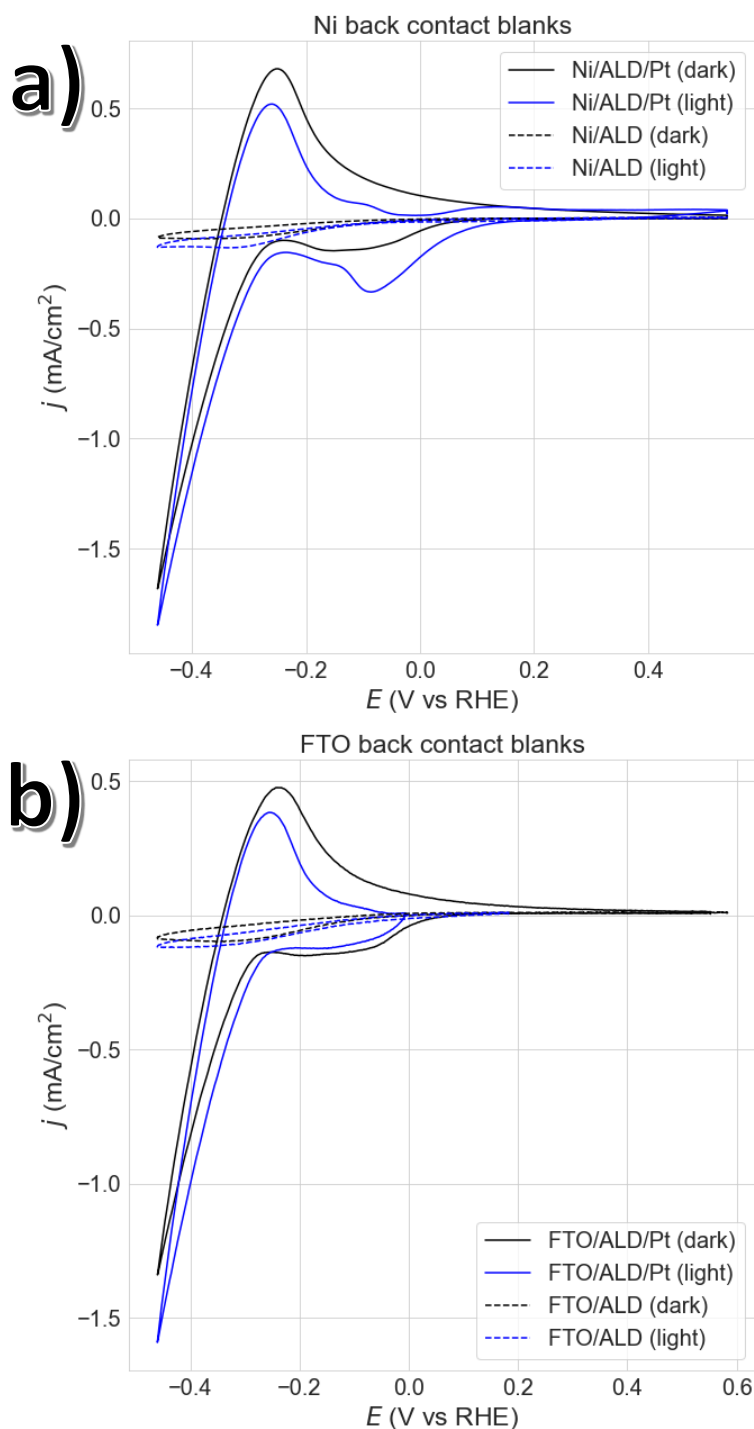 a)
Ni back contact blanks
Ni/ALD/Pt (dark)
Ni/ALD/Pt (light)
Ni/ALD (dark)
Ni/ALD (light)
0.5
0.0
−0.5
−1.0
−1.5
j (mA/cm²)
−0.4 −0.2 0.0 0.2 0.4
E (V vs RHE)
b)
FTO back contact blanks
0.5
0.0
−0.5
−1.0
−1.5
j (mA/cm²)
FTO/ALD/Pt (dark)
FTO/ALD/Pt (light)
FTO/ALD (dark)
FTO/ALD (light)
−0.4 −0.2 0.0 0.2 0.4 0.6
E (V vs RHE)